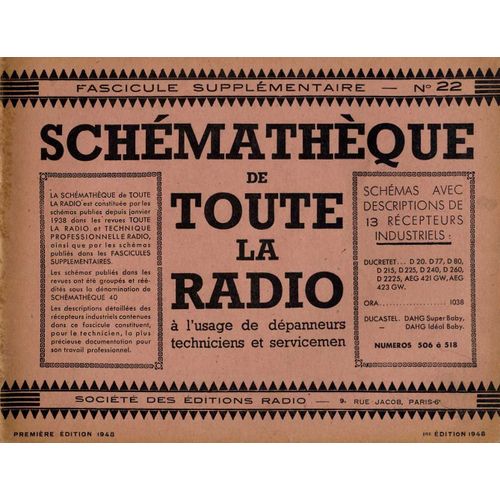 FASCICULE SUPPLÉMENTAIRE — N° 22
SCHÉMATHÈQUE
DE
TOUTE
LA
RADIO
à l'usage de dépanneurs
techniciens et servicemen
LA SCHÉMATHÈQUE de TOUTE
LA RADIO est constituée par les
schémas publiés depuis janvier
1938 dans les revues TOUTE
LA RADIO et TECHNIQUE
PROFESSIONNELLE RADIO,
ainsi que par les schémas
publiés dans les FASCICULES
SUPPLÉMENTAIRES.
Les schémas publiés dans les
revues ont été groupés et réédi-
dités sous la dénomination de
SCHÉMATHÈQUE 40
Les descriptions détaillées des
récepteurs industriels contenues
dans ce fascicule constituent,
pour le technicien, la plus
précieuse documentation pour
son travail professionnel.
SCHÉMAS AVEC
DESCRIPTIONS DE
13 RÉCEPTEURS
INDUSTRIELS :
DUCRETET... D 20, D 77, D 80,
D 215, D 225, D 240, D 260,
D 2225, AEG 421 GW, AEG
423 GW.
ORA.................... 1038
DUCASTEL. DAHG Super Baby.
— DAHG Idéal Baby.
NUMEROS 506 à 518
SOCIÉTÉ DES ÉDITIONS RADIO — 9, RUE JACOB, PARIS-6e
PREMIÈRE ÉDITION 1948
1re ÉDITION 1948